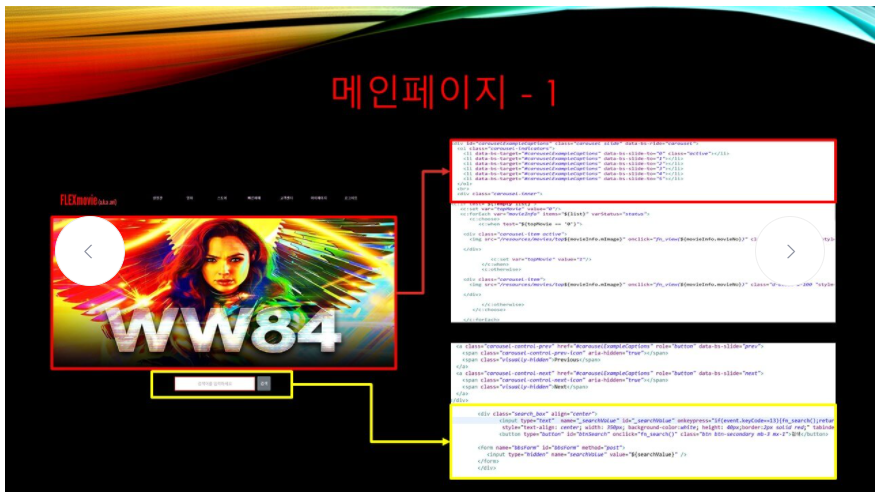 메인페이지 - 1
FLEXmovie
WW84
<div id="carouselExampleCaptions" class="carousel slide" data-bs-ride="carousel">
<ol class="carousel-indicators">
<li data-bs-target="#carouselExampleCaptions" data-bs-slide-to="0" class="active"></li>
<li data-bs-target="#carouselExampleCaptions" data-bs-slide-to="1"></li>
<li data-bs-target="#carouselExampleCaptions" data-bs-slide-to="2"></li>
<li data-bs-target="#carouselExampleCaptions" data-bs-slide-to="3"></li>
<li data-bs-target="#carouselExampleCaptions" data-bs-slide-to="4"></li>
<li data-bs-target="#carouselExampleCaptions" data-bs-slide-to="5"></li>
</ol>
<br>
<div class="carousel-inner">
<c:set var="topMovie" value="0"/>
<c:forEach var="movieInfo" items="${list}" varStatus="status">
<c:choose>
<c:when test="${topMovie == '0'}">
<div class="carousel-item active">
<img src="/resources/movies/top${movieInfo.mImage}" onclick="fn_view(${movieInfo.movieNo})"
</div>
<c:set var="topMovie" value="1"/>
</c:when>
<c:otherwise>
<div class="carousel-item">
<img src="/resources/movies/top${movieInfo.mImage}" onclick="fn_view(${movieInfo.movieNo})"
</div>
</c:otherwise>
</c:choose>
</c:forEach>
<a class="carousel-control-prev" href="#carouselExampleCaptions" role="button" data-bs-slide="prev">
<span class="carousel-control-prev-icon" aria-hidden="true"></span>
<span class="visually-hidden">Previous</span>
</a>
<a class="carousel-control-next" href="#carouselExampleCaptions" role="button" data-bs-slide="next">
<span class="carousel-control-next-icon" aria-hidden="true"></span>
<span class="visually-hidden">Next</span>
</a>
</div>
<div class="search_box" align="center">
<input type="text" name="_searchValue" id="_searchValue" onkeypress="if(event.keyCode==13){fn_search();retur
style="text-align: center; width: 350px; background-color:white; height: 40px;border:2px solid red;" tabinde
<button type="button" id="btnSearch" onclick="fn_search()" class="btn btn-secondary mb-3 mx-1">검색</button>
<form name="bbsForm" id="bbsForm" method="post">
<input type="hidden" name="searchValue" value="${searchValue}" />
</form>
</div>